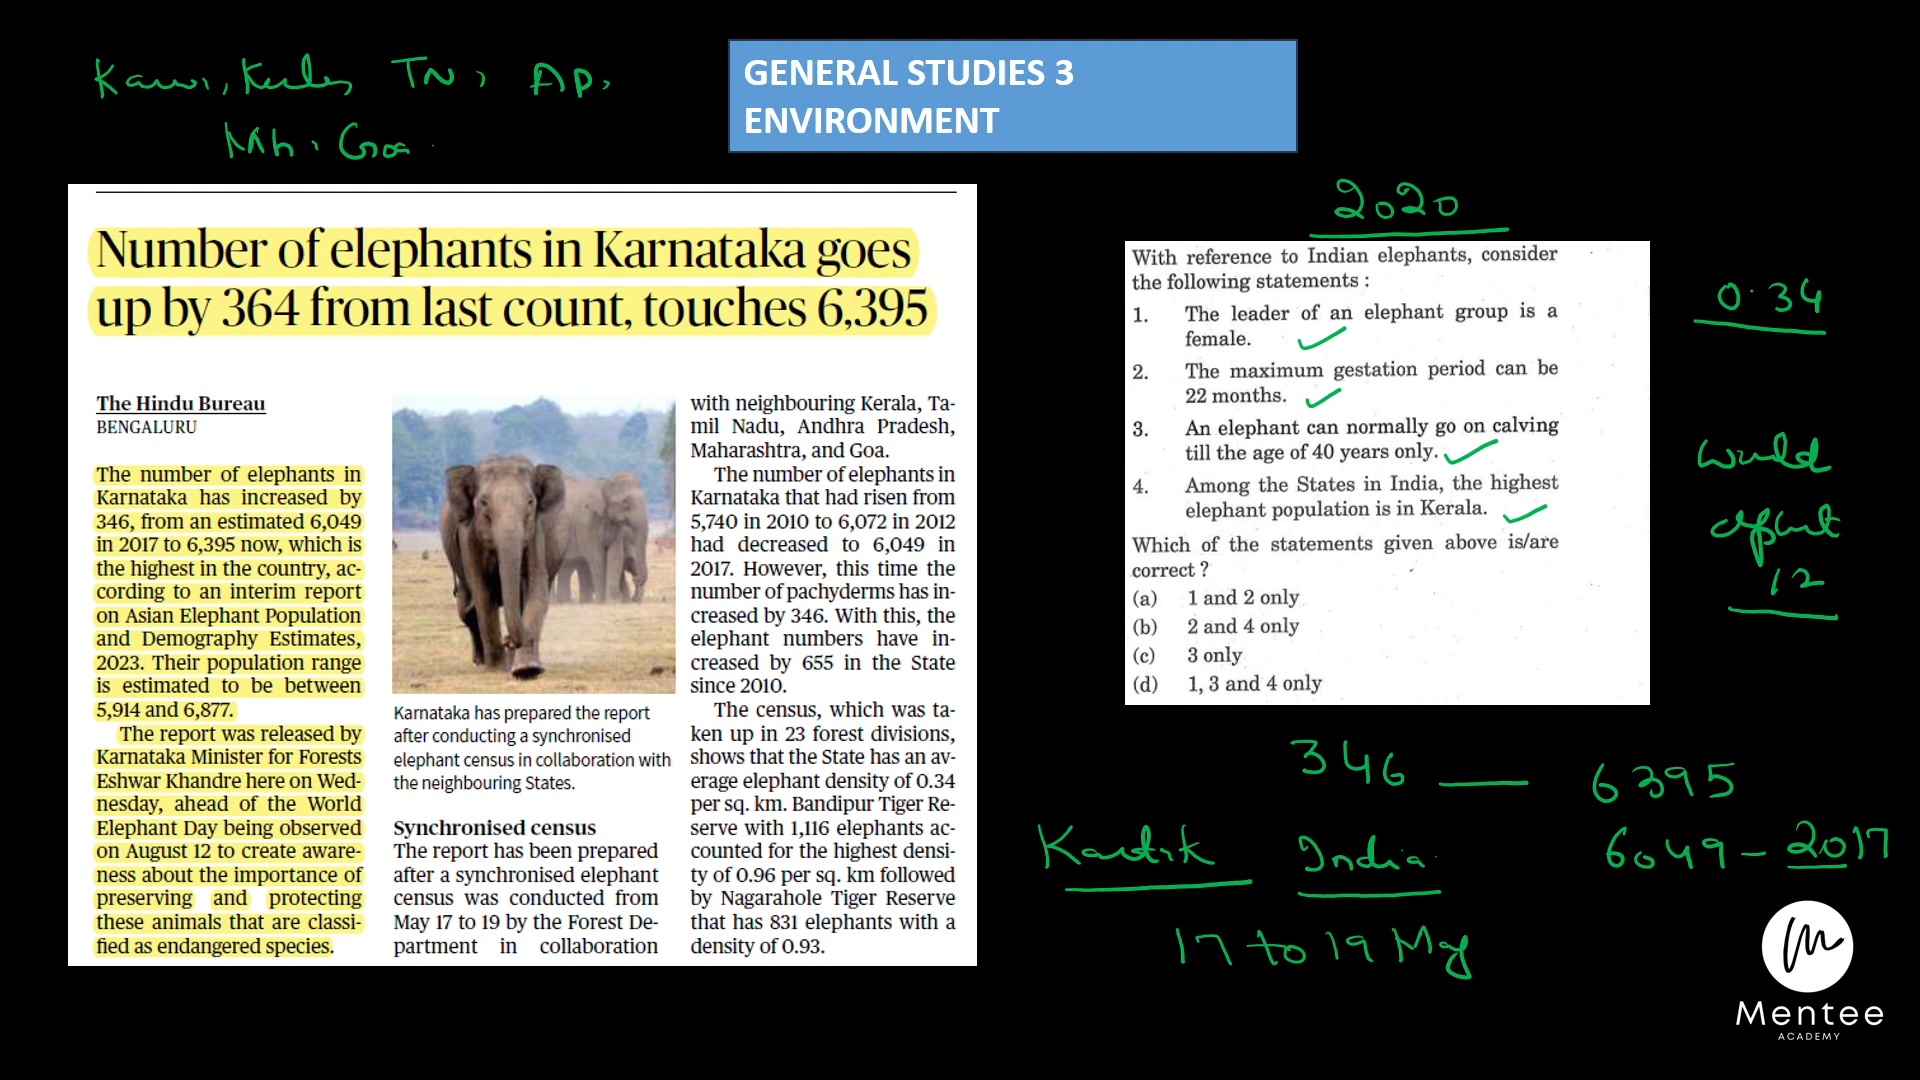 TN, AP,
Mh, Goa
GENERAL STUDIES 3
ENVIRONMENT
Number of elephants in Karnataka goes
up by 364 from last count, touches 6,395
The Hindu Bureau
BENGALURU
The number of elephants in
Karnataka has increased by
346, from an estimated 6,049
in 2017 to 6,395 now, which is
the highest in the country, ac-
cording to an interim report
on Asian Elephant Population
and Demography Estimates,
2023. Their population range
is estimated to be between
5,914 and 6,877.
The report was released by
Karnataka Minister for Forests
Eshwar Khandre here on Wed-
nesday, ahead of the World
Elephant Day being observed
on August 12 to create aware-
ness about the importance of
preserving and protecting
these animals that are classi-
fied as endangered species.
Karnataka has prepared the report
after conducting a synchronised
elephant census in collaboration with
the neighbouring States.
Synchronised census
The report has been prepared
after a synchronised elephant
census was conducted from
May 17 to 19 by the Forest De-
partment in collaboration
with neighbouring Kerala, Ta-
mil Nadu, Andhra Pradesh,
Maharashtra, and Goa.
The number of elephants in
Karnataka that had risen from
5,740 in 2010 to 6,072 in 2012
had decreased to 6,049 in
2017. However, this time the
number of pachyderms has in-
creased by 346. With this, the
elephant numbers have in-
creased by 655 in the State
since 2010.
The census, which was ta-
ken up in 23 forest divisions,
shows that the State has an av-
erage elephant density of 0.34
per sq. km. Bandipur Tiger Re-
serve with 1,116 elephants ac-
counted for the highest densi-
ty of 0.96 per sq. km followed
by Nagarahole Tiger Reserve
that has 831 elephants with a
density of 0.93.
2020
With reference to Indian elephants, consider
the following statements :
1. The leader of an elephant group is a
female.
2. The maximum gestation period can be
22 months.
3. An elephant can normally go on calving
till the age of 40 years only.
4. Among the States in India, the highest
elephant population is in Kerala.
Which of the statements given above is/are
correct ?
(a) 1 and 2 only
(b) 2 and 4 only
(c) 3 only
(d) 1, 3 and 4 only
0.34
12
346 — 6395
India 6049 - 2017
17 to 19 May
Mentee
ACADEMY